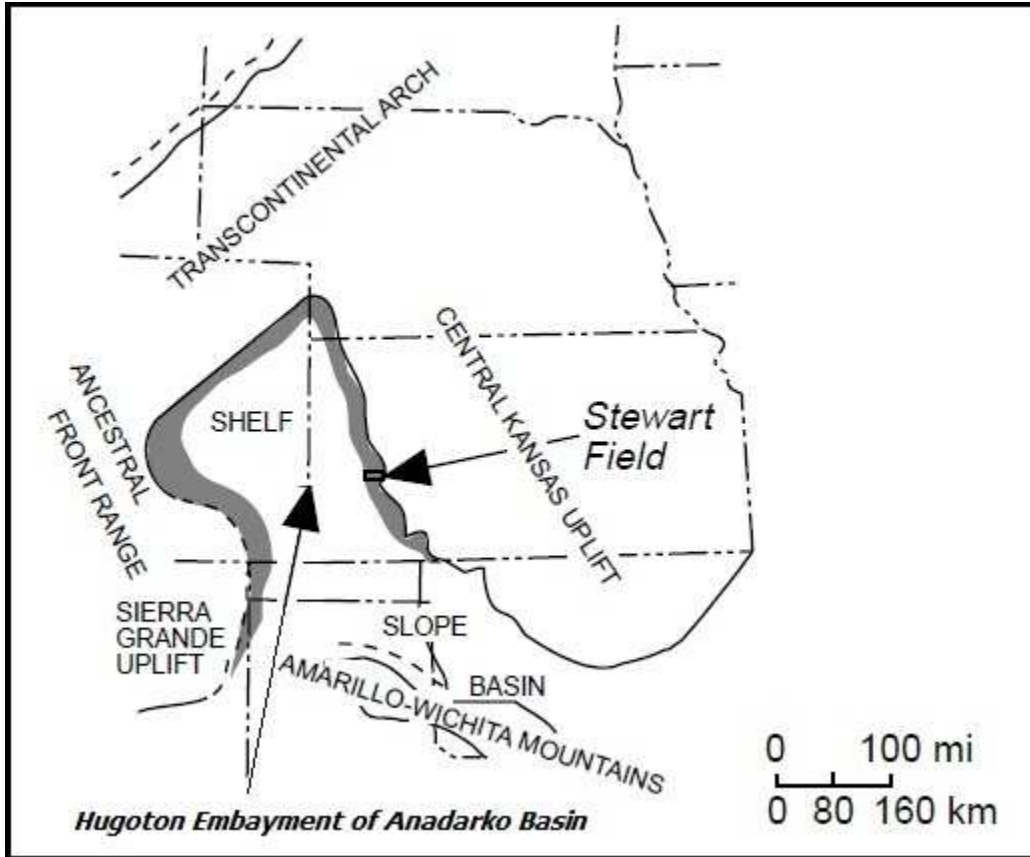 TRANSCONTINENTAL ARCH
CENTRAL KANSAS UPLIFT
ANCESTRAL
FRONT RANGE
SHELF
Stewart
Field
SIERRA
GRANDE
UPLIFT
SLOPE
BASIN
AMARILLO-WICHITA MOUNTAINS
0 100 mi
0 80 160 km
Hugoton Embayment of Anadarko Basin